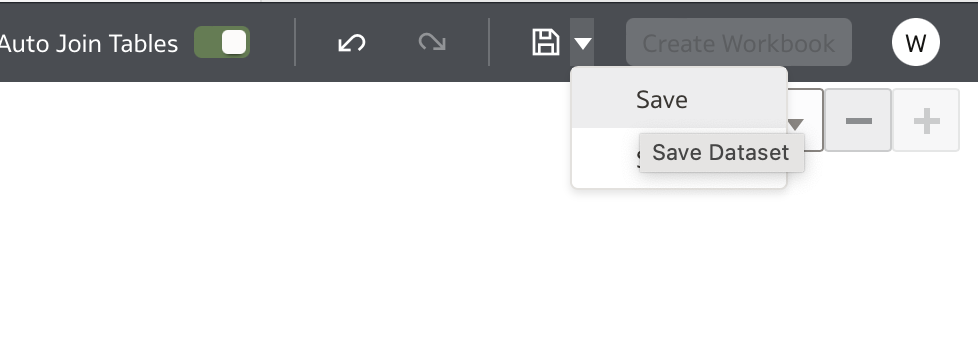 Auto Join Tables
Create Workbook
W
Save
Save Dataset